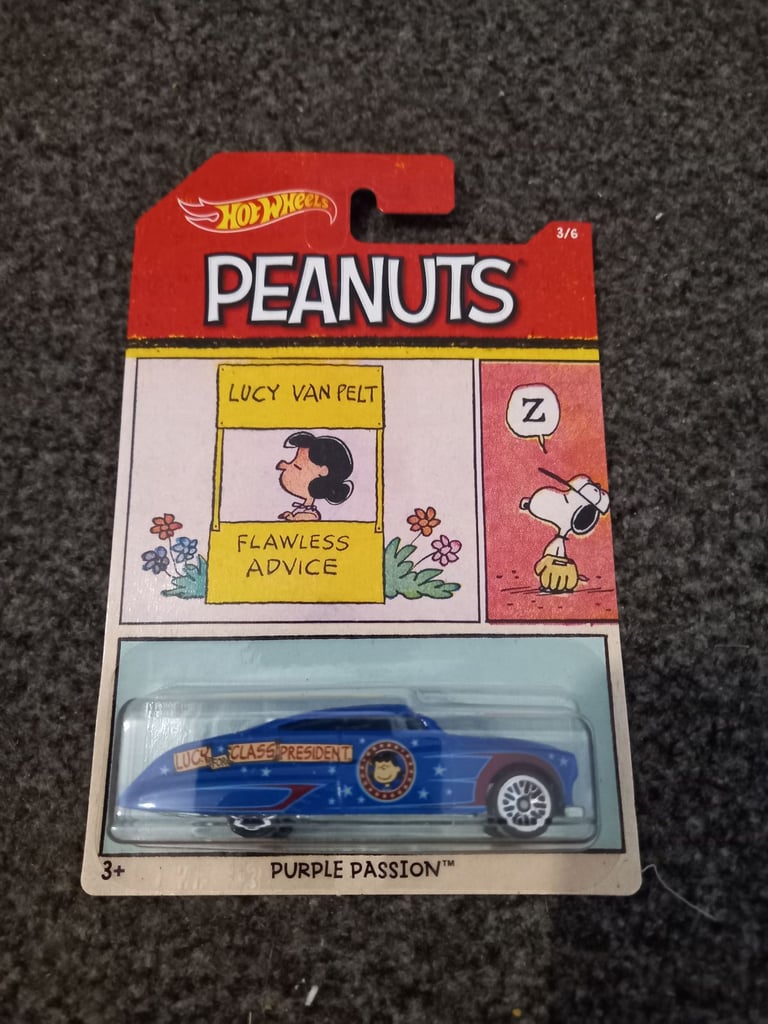 HOT WHEELS
3/6
PEANUTS
LUCY VAN PELT
Z
FLAWLESS
ADVICE
LUCY FOR CLASS PRESIDENT
3+
PURPLE PASSION™